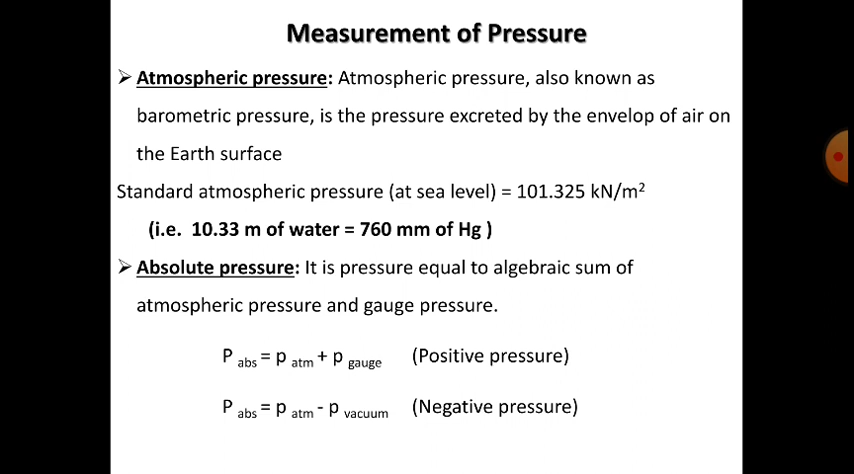 Measurement of Pressure
➢ Atmospheric pressure: Atmospheric pressure, also known as
barometric pressure, is the pressure excreted by the envelop of air on
the Earth surface
Standard atmospheric pressure (at sea level) = 101.325 kN/m²
(i.e. 10.33 m of water = 760 mm of Hg )
➢ Absolute pressure: It is pressure equal to algebraic sum of
atmospheric pressure and gauge pressure.
P abs = p atm + p gauge (Positive pressure)
P abs = p atm - p vacuum (Negative pressure)